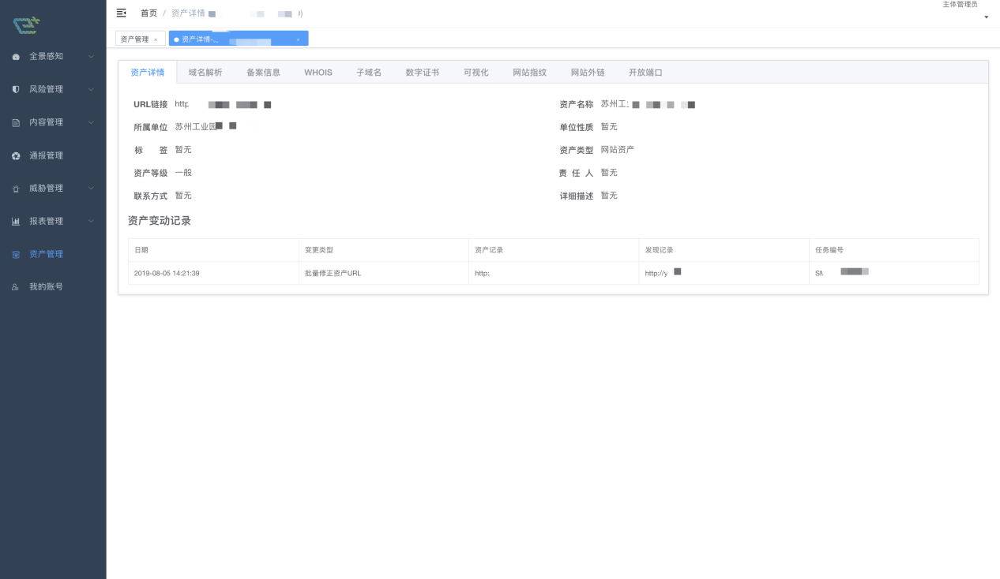 主体管理员
首页 / 资产详情
资产管理 ×
资产详情- ×
全景感知
风险管理
内容管理
通报管理
威胁管理
报表管理
资产管理
我的账号
资产详情 域名解析 备案信息 WHOIS 子域名 数字证书 可视化 网站指纹 网站外链 开放端口
URL链接 http 资产名称 苏州工
所属单位 苏州工业园 单位性质 暂无
标 签 暂无 资产类型 网站资产
资产等级 一般 责 任 人 暂无
联系方式 暂无 详细描述 暂无
资产变动记录
日期 变更类型 资产记录 发现记录 任务编号
2019-08-05 14:21:39 批量修正资产URL http: http://y